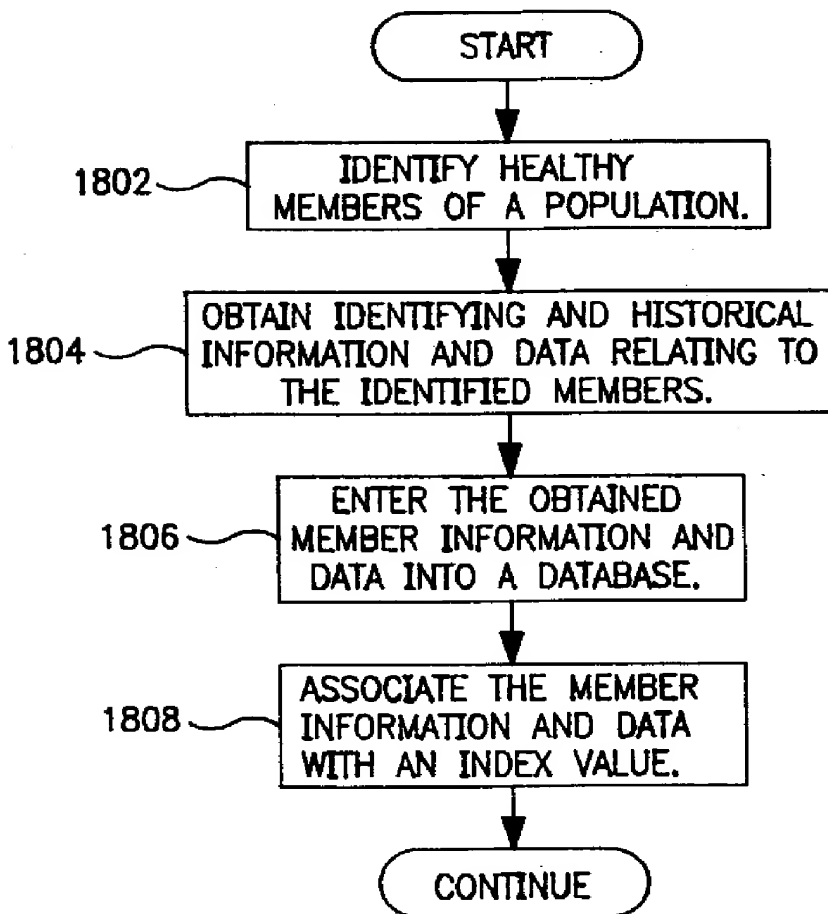 START
1802
IDENTIFY HEALTHY
MEMBERS OF A POPULATION.
1804
OBTAIN IDENTIFYING AND HISTORICAL
INFORMATION AND DATA RELATING TO
THE IDENTIFIED MEMBERS.
1806
ENTER THE OBTAINED
MEMBER INFORMATION AND
DATA INTO A DATABASE.
1808
ASSOCIATE THE MEMBER
INFORMATION AND DATA
WITH AN INDEX VALUE.
CONTINUE